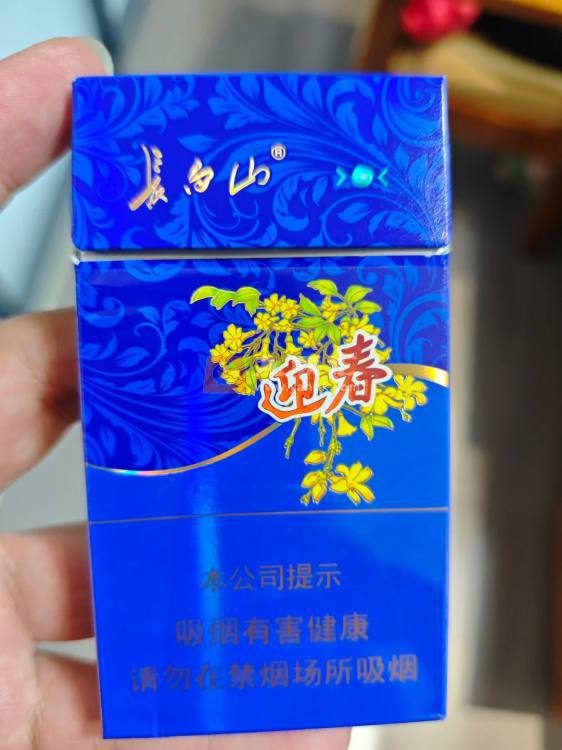 長白山®
迎春
本公司提示
吸烟有害健康
请勿在禁烟场所吸烟